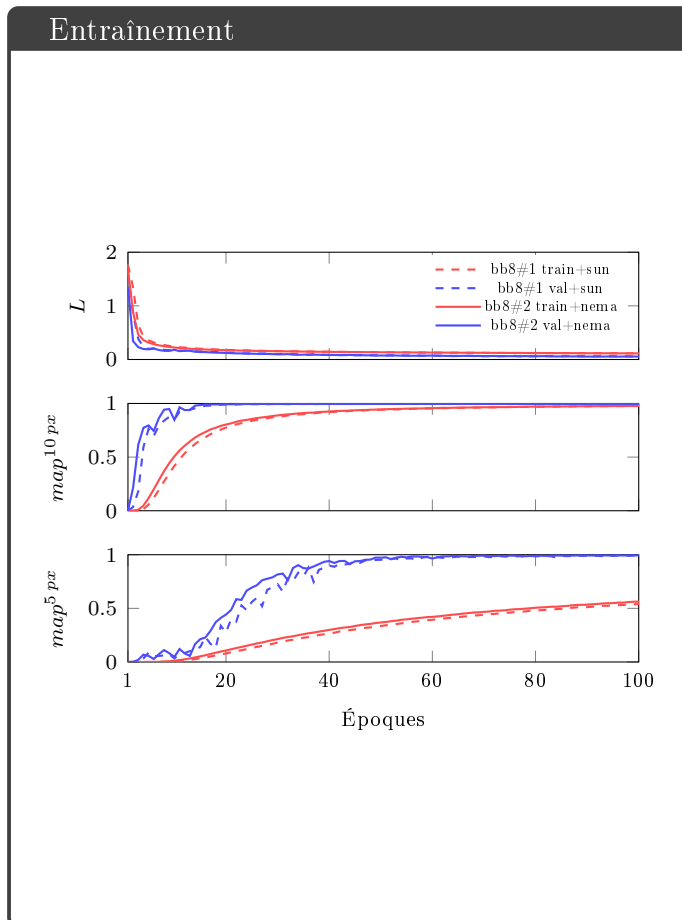 Entraînement
2
1
0
L
bb8#1 train+sun
bb8#1 val+sun
bb8#2 train+nema
bb8#2 val+nema
1
0.5
0
map^10 px
1
0.5
0
map^5 px
1 20 40 60 80 100
Époques